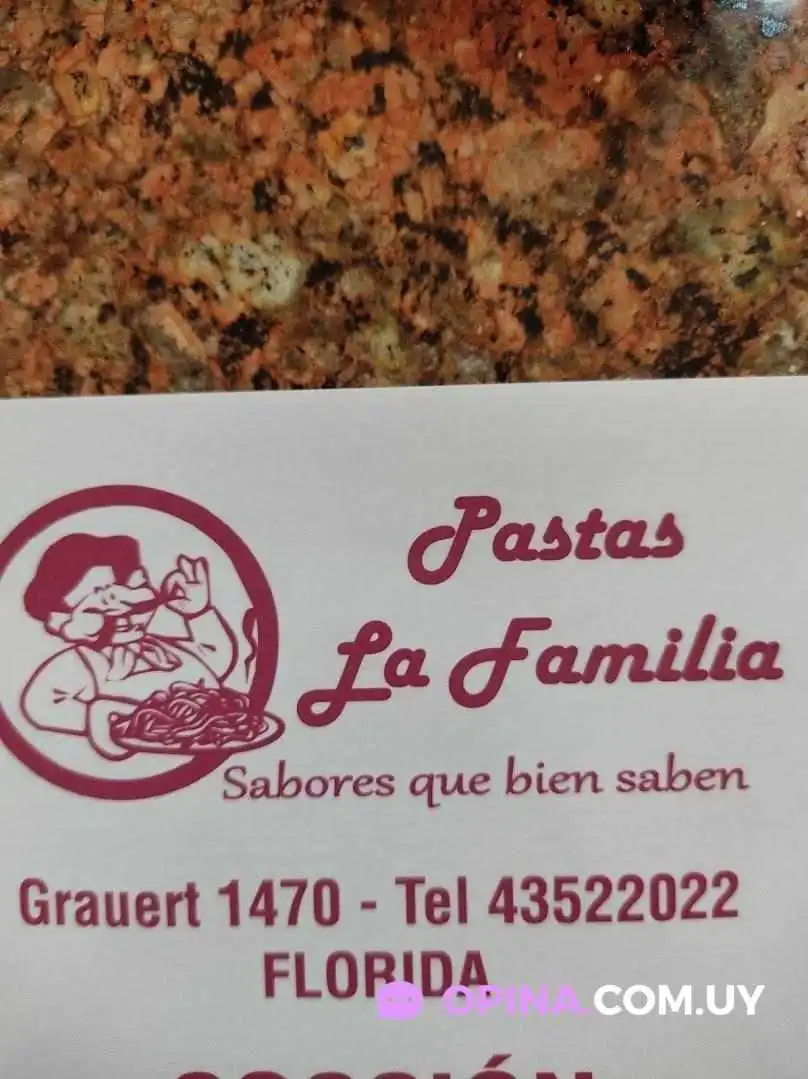 Pastas
La Familia
Sabores que bien saben
Grauert 1470 - Tel 43522022
FLORIDA
OPINA.COM.UY